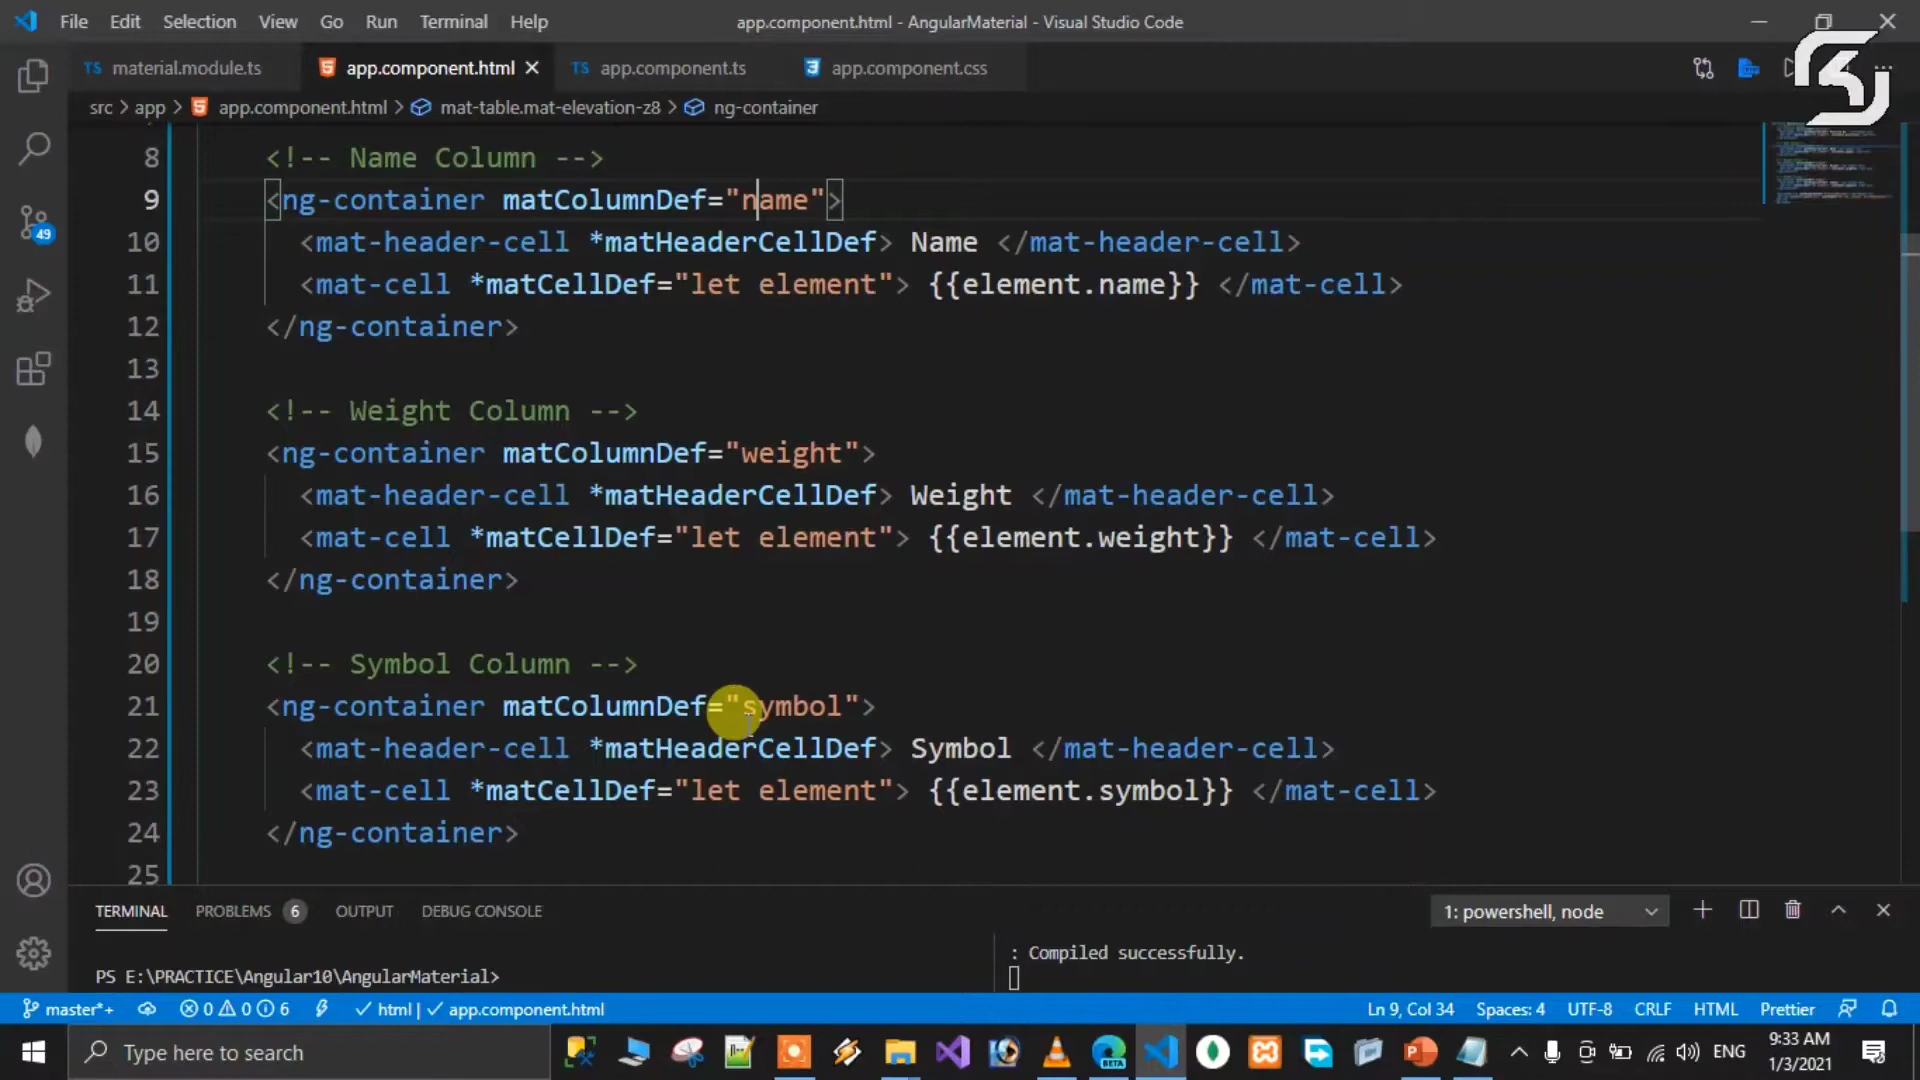 File Edit Selection View Go Run Terminal Help app.component.html - AngularMaterial - Visual Studio Code
TS material.module.ts app.component.html TS app.component.ts app.component.css
src > app > app.component.html > mat-table.mat-elevation-z8 > ng-container
8 <!-- Name Column -->
9 <ng-container matColumnDef="name">
10 <mat-header-cell *matHeaderCellDef> Name </mat-header-cell>
11 <mat-cell *matCellDef="let element"> {{element.name}} </mat-cell>
12 </ng-container>
13
14 <!-- Weight Column -->
15 <ng-container matColumnDef="weight">
16 <mat-header-cell *matHeaderCellDef> Weight </mat-header-cell>
17 <mat-cell *matCellDef="let element"> {{element.weight}} </mat-cell>
18 </ng-container>
19
20 <!-- Symbol Column -->
21 <ng-container matColumnDef="symbol">
22 <mat-header-cell *matHeaderCellDef> Symbol </mat-header-cell>
23 <mat-cell *matCellDef="let element"> {{element.symbol}} </mat-cell>
24 </ng-container>
25
49
TERMINAL PROBLEMS 6 OUTPUT DEBUG CONSOLE 1: powershell, node
PS E:\PRACTICE\Angular10\AngularMaterial>
: Compiled successfully.
master*+ 0 0 6 html | app.component.html Ln 9, Col 34 Spaces: 4 UTF-8 CRLF HTML Prettier
Type here to search BETA ENG 9:33 AM
1/3/2021